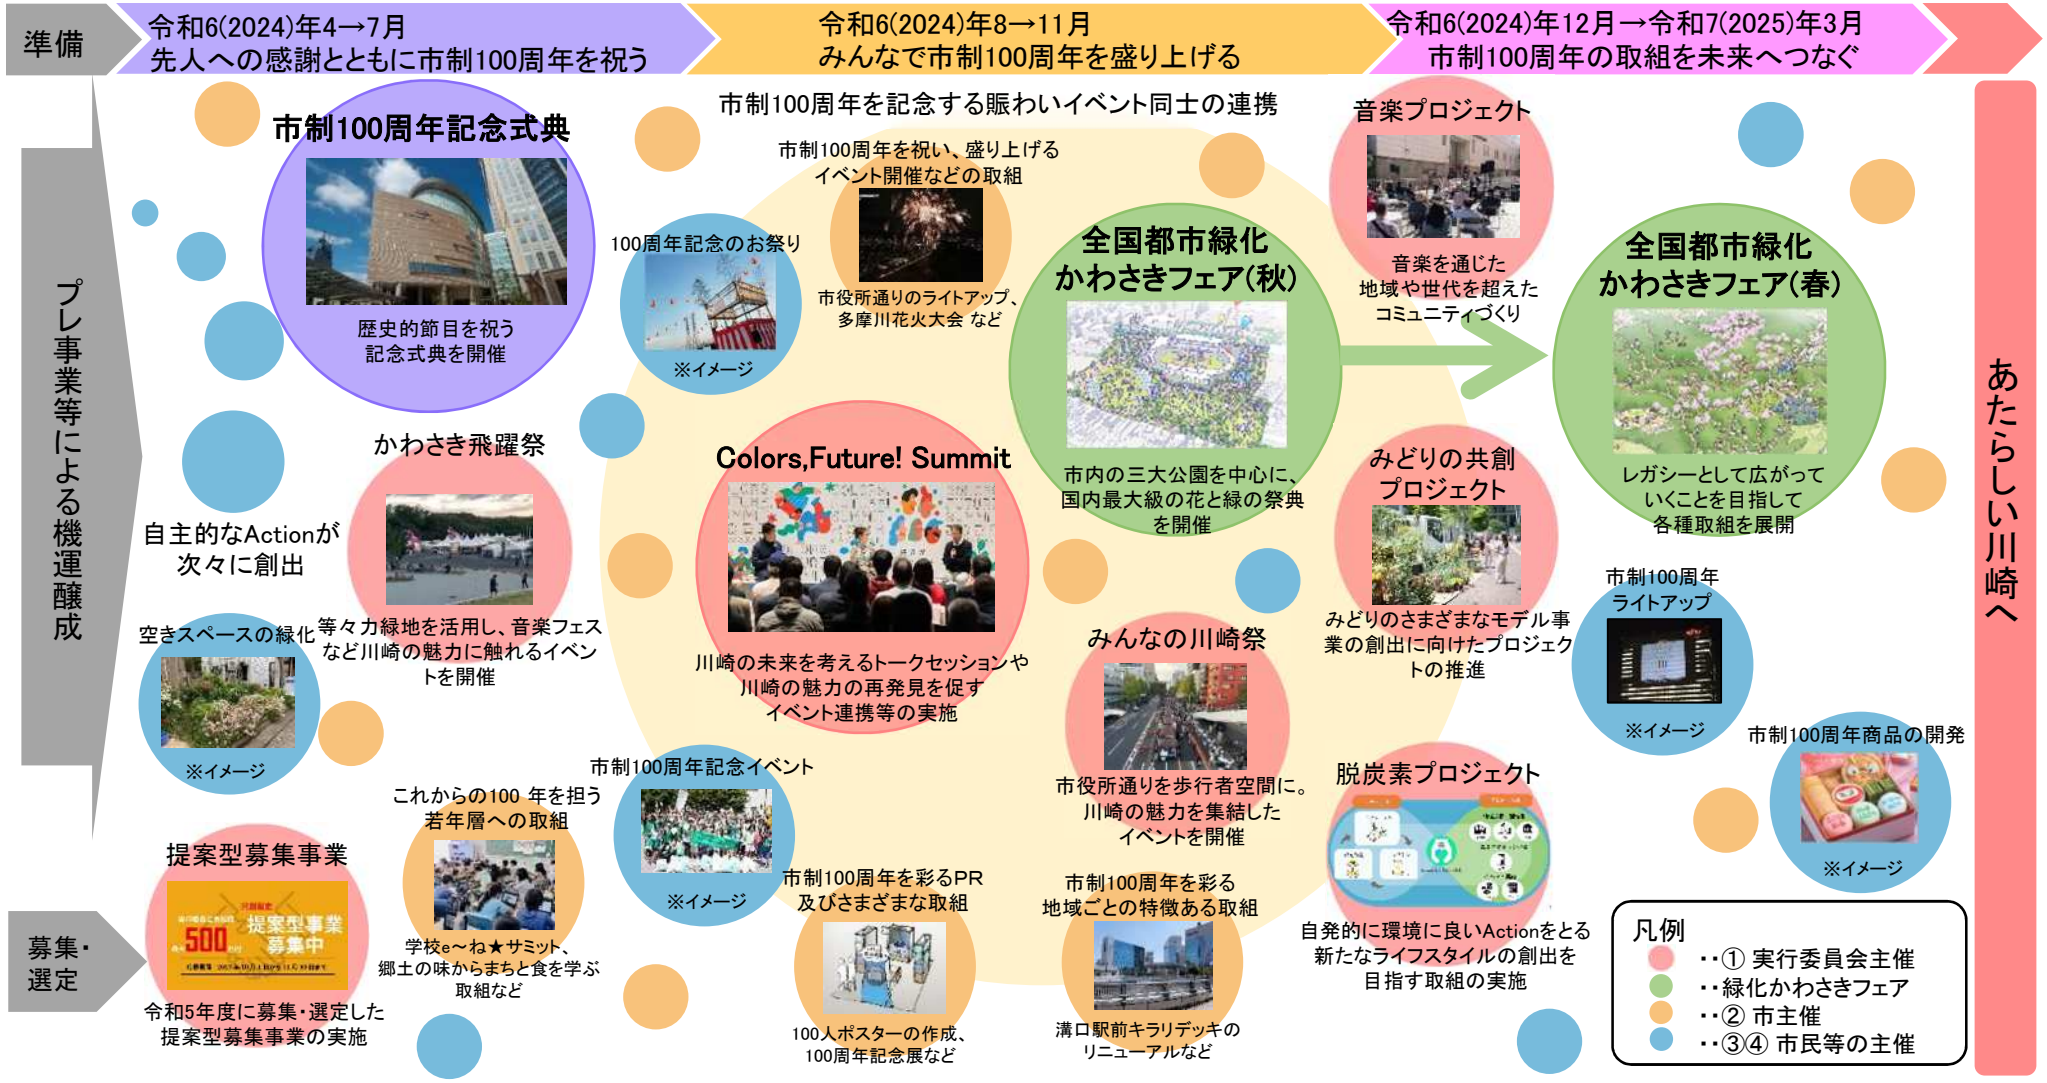 準備
令和6(2024)年4→7月
先人への感謝とともに市制100周年を祝う
令和6(2024)年8→11月
みんなで市制100周年を盛り上げる
令和6(2024)年12月→令和7(2025)年3月
市制100周年の取組を未来へつなぐ
プレ事業等による機運醸成
募集・
選定
市制100周年記念式典
歴史的節目を祝う
記念式典を開催
市制100周年を記念する賑わいイベント同士の連携
市制100周年を祝い、盛り上げる
イベント開催などの取組
市役所通りのライトアップ、
多摩川花火大会 など
100周年記念のお祭り
※イメージ
全国都市緑化
かわさきフェア(秋)
市内の三大公園を中心に、
国内最大級の花と緑の祭典
を開催
音楽プロジェクト
音楽を通じた
地域や世代を超えた
コミュニティづくり
全国都市緑化
かわさきフェア(春)
レガシーとして広がって
いくことを目指して
各種取組を展開
あたらしい川崎へ
かわさき飛躍祭
等々力緑地を活用し、音楽フェス
など川崎の魅力に触れるイベン
トを開催
自主的なActionが
次々に創出
空きスペースの緑化
※イメージ
Colors,Future! Summit
川崎の未来を考えるトークセッションや
川崎の魅力の再発見を促す
イベント連携等の実施
みんなの川崎祭
市役所通りを歩行者空間に。
川崎の魅力を集結した
イベントを開催
みどりの共創
プロジェクト
みどりのさまざまなモデル事
業の創出に向けたプロジェク
トの推進
市制100周年
ライトアップ
※イメージ
市制100周年商品の開発
※イメージ
提案型募集事業
提案型事業
募集中
500
令和5年度に募集・選定した
提案型募集事業の実施
これからの100 年を担う
若年層への取組
学校e～ね★サミット、
郷土の味からまちと食を学ぶ
取組など
市制100周年記念イベント
※イメージ
市制100周年を彩るPR
及びさまざまな取組
100人ポスターの作成、
100周年記念展など
市制100周年を彩る
地域ごとの特徴ある取組
溝口駅前キラリデッキの
リニューアルなど
脱炭素プロジェクト
自発的に環境に良いActionをとる
新たなライフスタイルの創出を
目指す取組の実施
凡例
・・① 実行委員会主催
・・緑化かわさきフェア
・・② 市主催
・・③④ 市民等の主催